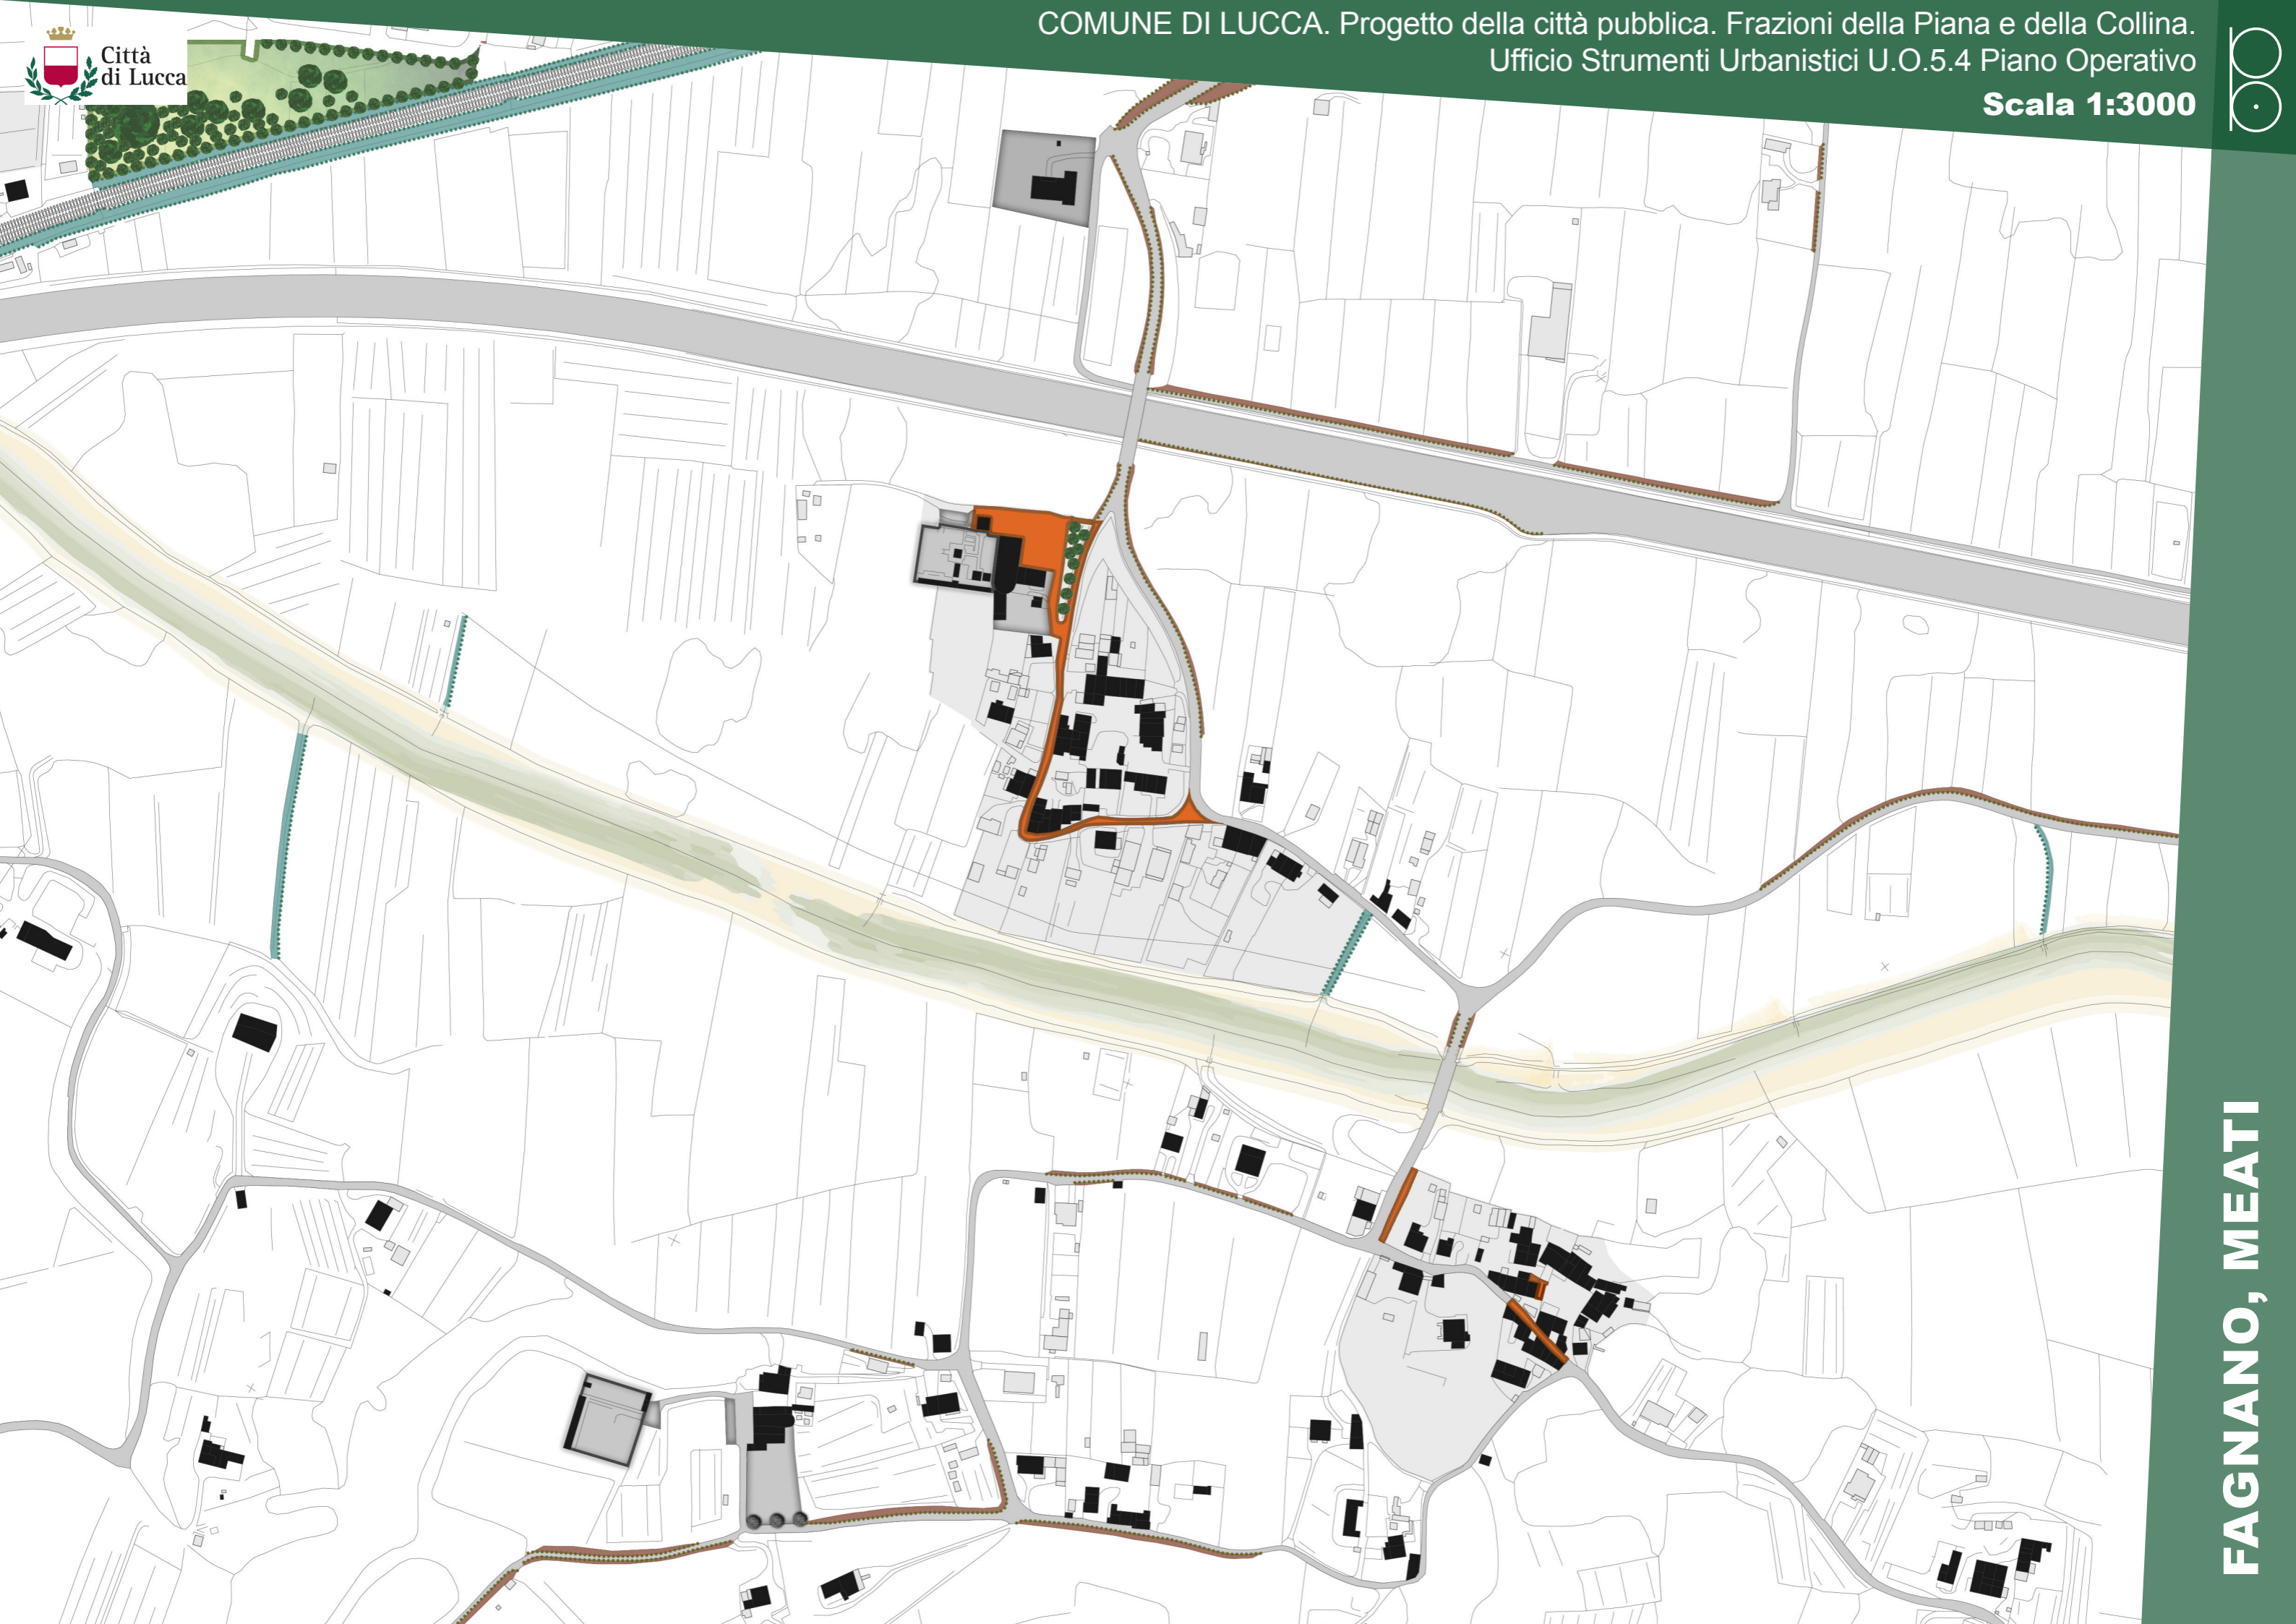 COMUNE DI LUCCA. Progetto della città pubblica. Frazioni della Piana e della Collina.
Ufficio Strumenti Urbanistici U.O.5.4 Piano Operativo
Scala 1:3000
Città
di Lucca
FAGNANO, MEATI